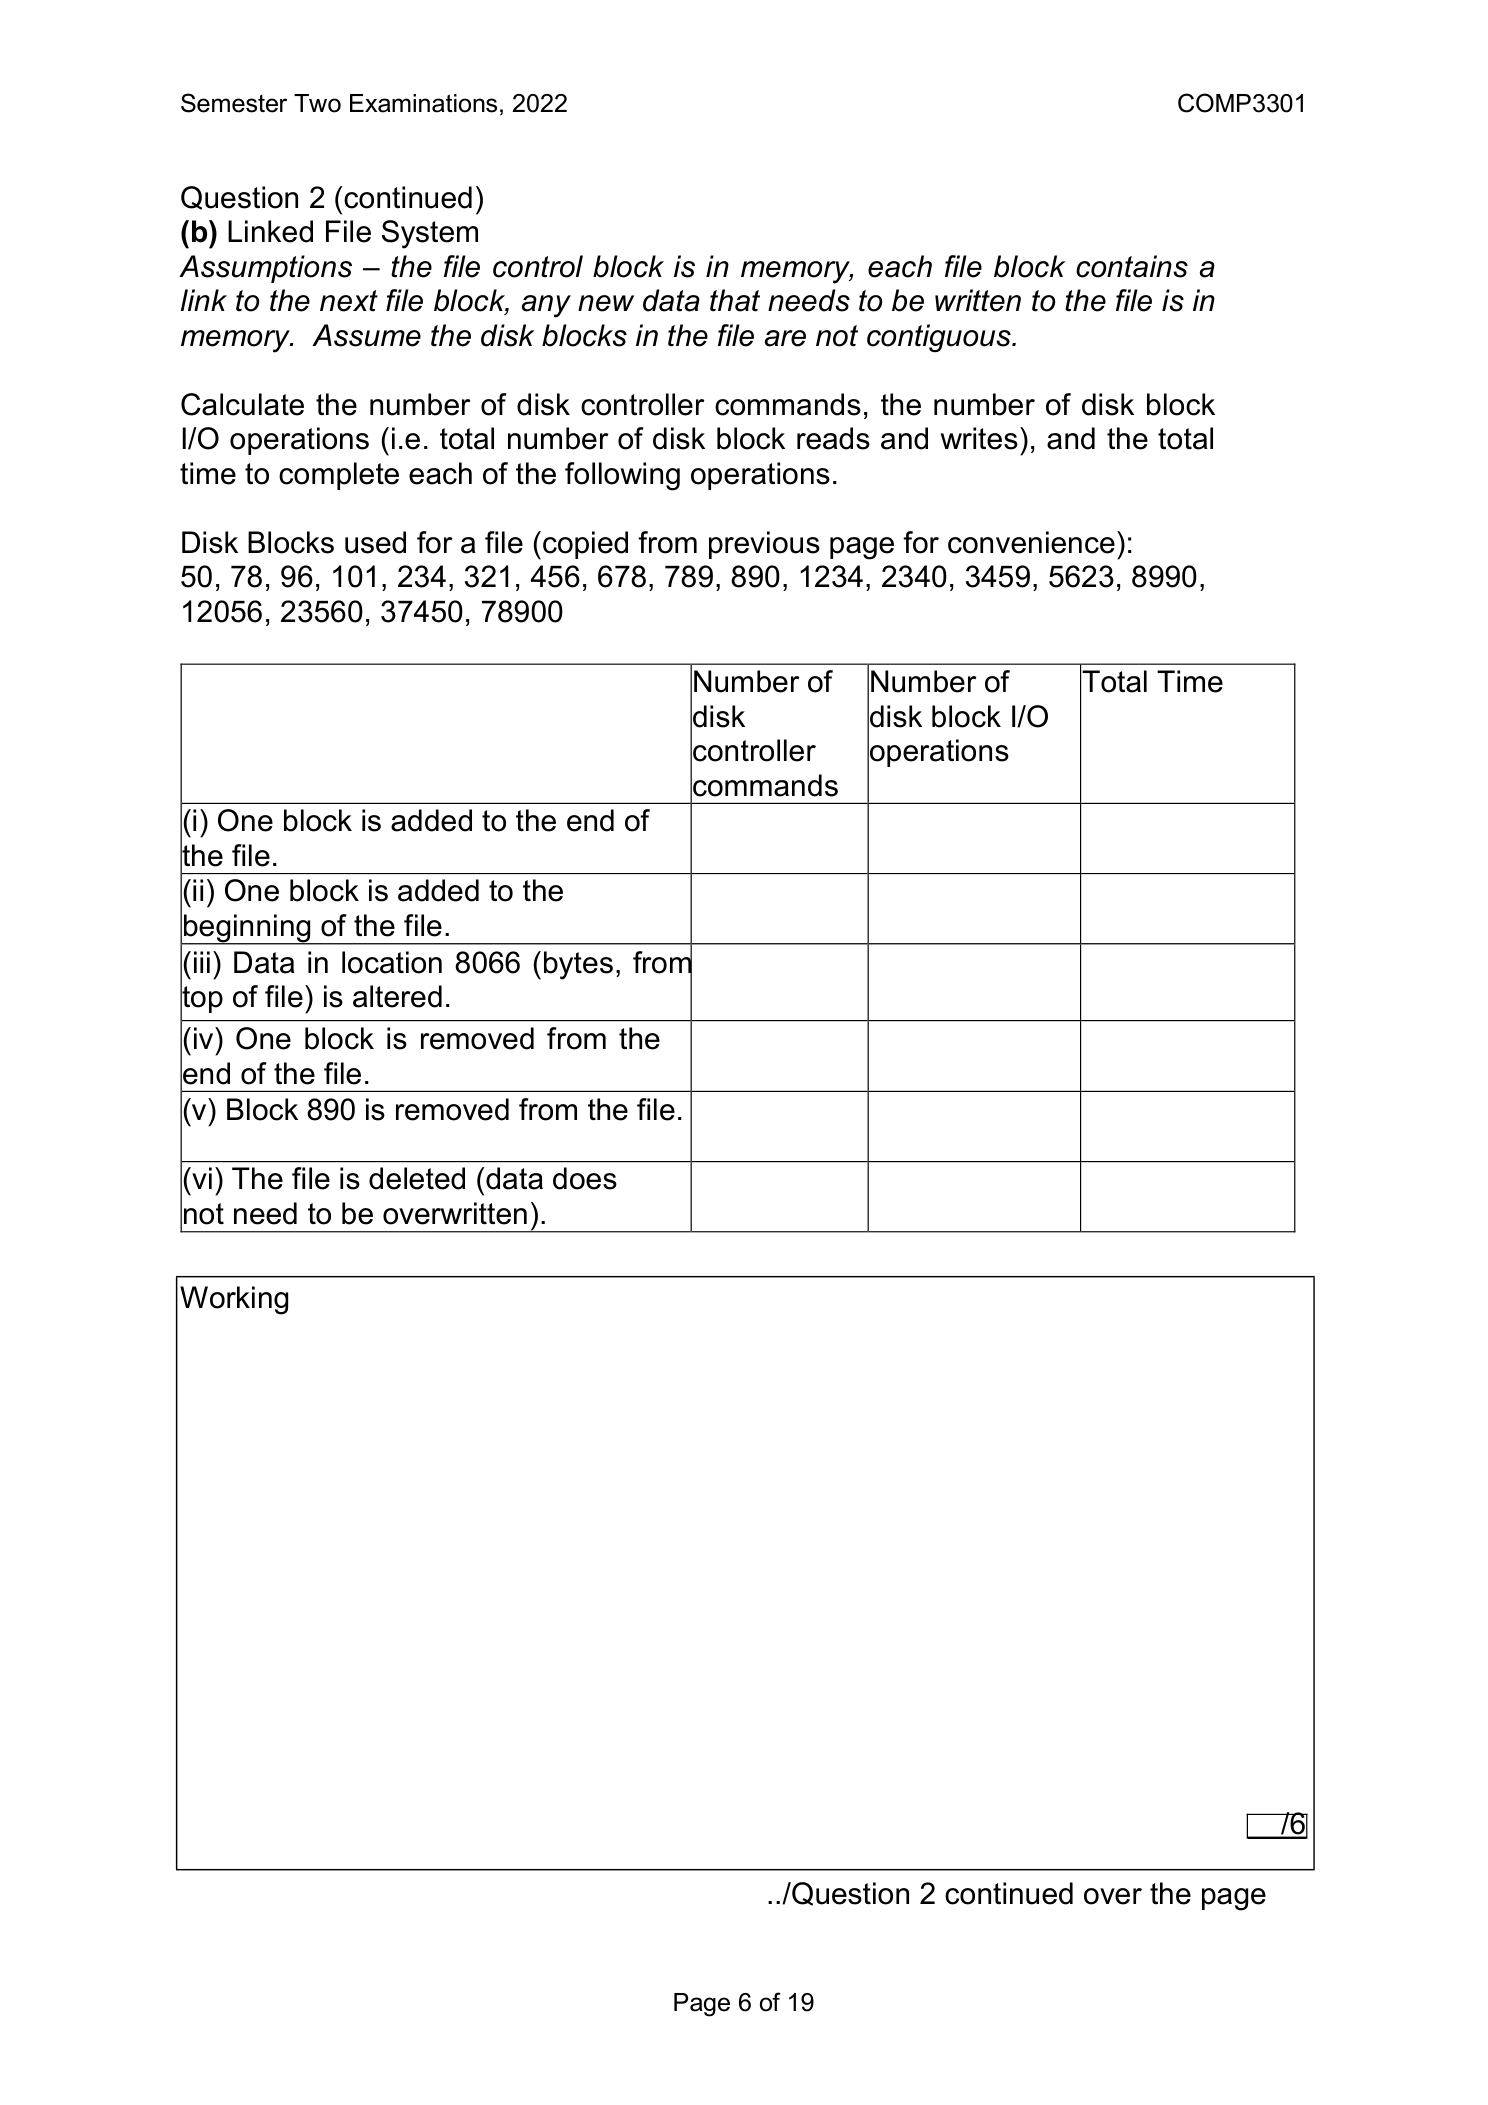 Semester Two Examinations, 2022 COMP3301
Question 2 (continued)
(b) Linked File System
Assumptions – the file control block is in memory, each file block contains a
link to the next file block, any new data that needs to be written to the file is in
memory. Assume the disk blocks in the file are not contiguous.
Calculate the number of disk controller commands, the number of disk block
I/O operations (i.e. total number of disk block reads and writes), and the total
time to complete each of the following operations.
Disk Blocks used for a file (copied from previous page for convenience):
50, 78, 96, 101, 234, 321, 456, 678, 789, 890, 1234, 2340, 3459, 5623, 8990,
12056, 23560, 37450, 78900
Number of
disk
controller
commands
Number of
disk block I/O
operations
Total Time
(i) One block is added to the end of
the file.
(ii) One block is added to the
beginning of the file.
(iii) Data in location 8066 (bytes, from
top of file) is altered.
(iv) One block is removed from the
end of the file.
(v) Block 890 is removed from the file.
(vi) The file is deleted (data does
not need to be overwritten).
Working
/6
../Question 2 continued over the page
Page 6 of 19